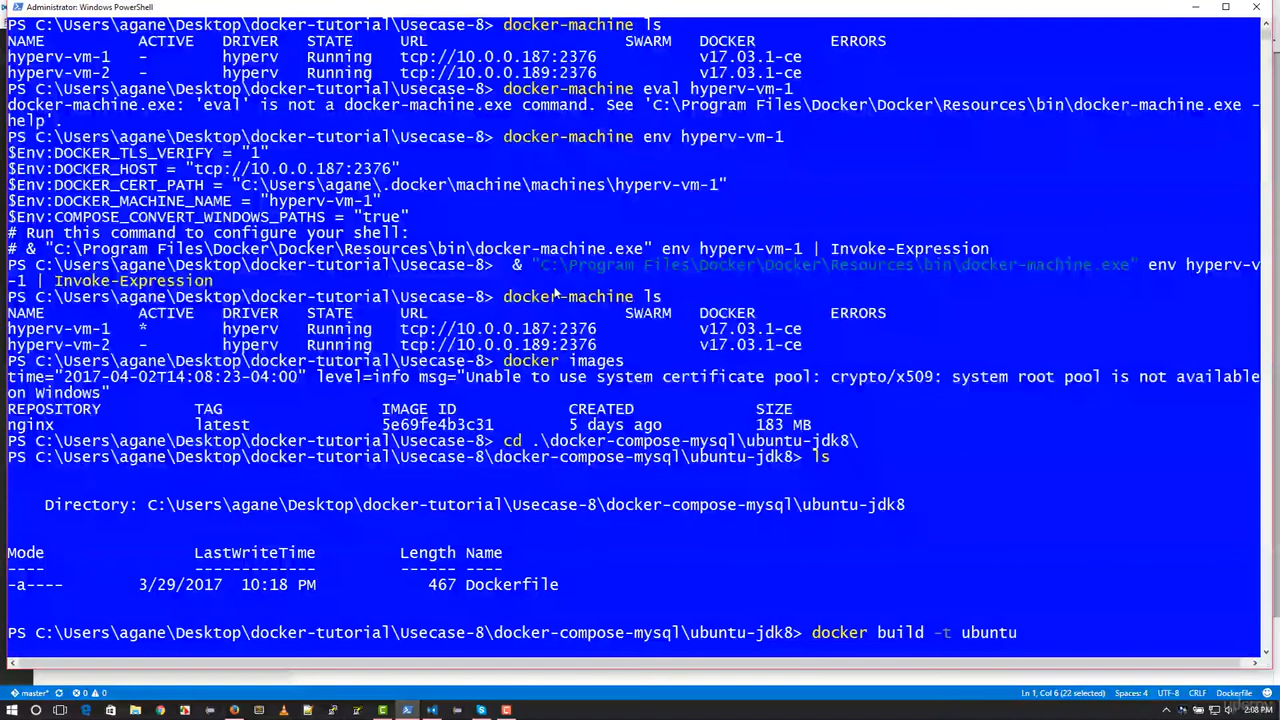 Administrator: Windows PowerShell
PS C:\Users\agane\Desktop\docker-tutorial\Usecase-8> docker-machine ls
NAME ACTIVE DRIVER STATE URL SWARM DOCKER ERRORS
hyperv-vm-1 - hyperv Running tcp://10.0.0.187:2376 v17.03.1-ce
hyperv-vm-2 - hyperv Running tcp://10.0.0.189:2376 v17.03.1-ce
PS C:\Users\agane\Desktop\docker-tutorial\Usecase-8> docker-machine eval hyperv-vm-1
docker-machine.exe: 'eval' is not a docker-machine.exe command. See 'C:\Program Files\Docker\Docker\Resources\bin\docker-machine.exe -
help'.
PS C:\Users\agane\Desktop\docker-tutorial\Usecase-8> docker-machine env hyperv-vm-1
$Env:DOCKER_TLS_VERIFY = "1"
$Env:DOCKER_HOST = "tcp://10.0.0.187:2376"
$Env:DOCKER_CERT_PATH = "C:\Users\agane\.docker\machine\machines\hyperv-vm-1"
$Env:DOCKER_MACHINE_NAME = "hyperv-vm-1"
$Env:COMPOSE_CONVERT_WINDOWS_PATHS = "true"
# Run this command to configure your shell:
# & "C:\Program Files\Docker\Docker\Resources\bin\docker-machine.exe" env hyperv-vm-1 | Invoke-Expression
PS C:\Users\agane\Desktop\docker-tutorial\Usecase-8>  & "C:\Program Files\Docker\Docker\Resources\bin\docker-machine.exe" env hyperv-v
-1 | Invoke-Expression
PS C:\Users\agane\Desktop\docker-tutorial\Usecase-8> docker-machine ls
NAME ACTIVE DRIVER STATE URL SWARM DOCKER ERRORS
hyperv-vm-1 * hyperv Running tcp://10.0.0.187:2376 v17.03.1-ce
hyperv-vm-2 - hyperv Running tcp://10.0.0.189:2376 v17.03.1-ce
PS C:\Users\agane\Desktop\docker-tutorial\Usecase-8> docker images
time="2017-04-02T14:08:23-04:00" level=info msg="Unable to use system certificate pool: crypto/x509: system root pool is not available
on Windows"
REPOSITORY TAG IMAGE ID CREATED SIZE
nginx latest 5e69fe4b3c31 5 days ago 183 MB
PS C:\Users\agane\Desktop\docker-tutorial\Usecase-8> cd .\docker-compose-mysql\ubuntu-jdk8\
PS C:\Users\agane\Desktop\docker-tutorial\Usecase-8\docker-compose-mysql\ubuntu-jdk8> ls
Directory: C:\Users\agane\Desktop\docker-tutorial\Usecase-8\docker-compose-mysql\ubuntu-jdk8
Mode LastWriteTime Length Name
---- ------------- ------ ----
-a---- 3/29/2017 10:18 PM 467 Dockerfile
PS C:\Users\agane\Desktop\docker-tutorial\Usecase-8\docker-compose-mysql\ubuntu-jdk8> docker build -t ubuntu
master* 0 0 Ln 1, Col 6 (22 selected) Spaces: 4 UTF-8 CRLF Dockerfile
2:08 PM